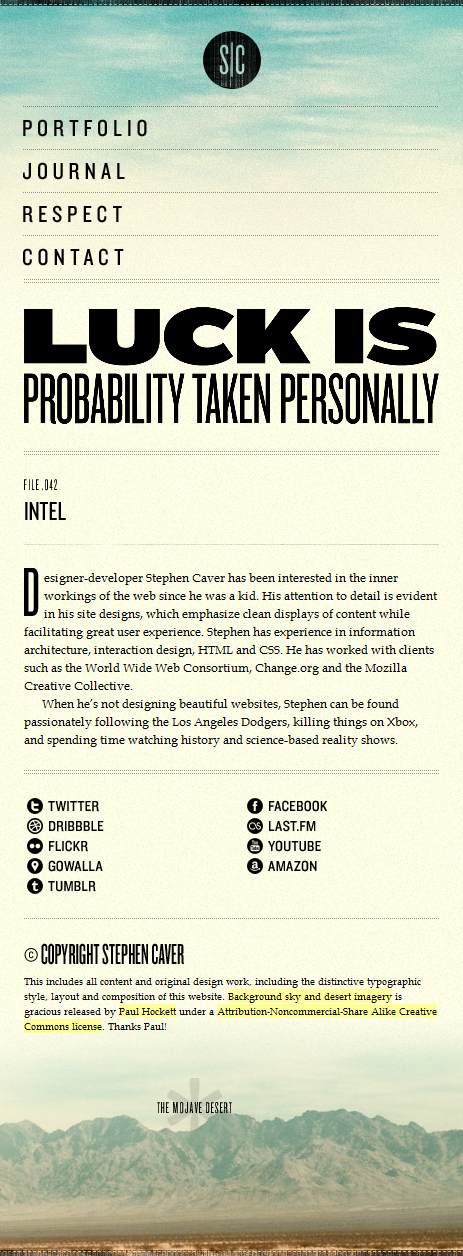 S|C
PORTFOLIO
JOURNAL
RESPECT
CONTACT
LUCK IS
PROBABILITY TAKEN PERSONALLY
FILE.042
INTEL
Designer-developer Stephen Caver has been interested in the inner
workings of the web since he was a kid. His attention to detail is evident
in his site designs, which emphasize clean displays of content while
facilitating great user experience. Stephen has experience in information
architecture, interaction design, HTML and CSS. He has worked with clients
such as the World Wide Web Consortium, Change.org and the Mozilla
Creative Collective.
When he's not designing beautiful websites, Stephen can be found
passionately following the Los Angeles Dodgers, killing things on Xbox,
and spending time watching history and science-based reality shows.
TWITTER
DRIBBBLE
FLICKR
GOWALLA
TUMBLR
FACEBOOK
LAST.FM
YOUTUBE
AMAZON
© COPYRIGHT STEPHEN CAVER
This includes all content and original design work, including the distinctive typographic
style, layout and composition of this website. Background sky and desert imagery is
gracious released by Paul Hockett under a Attribution-Noncommercial-Share Alike Creative
Commons license. Thanks Paul!
THE MOJAVE DESERT